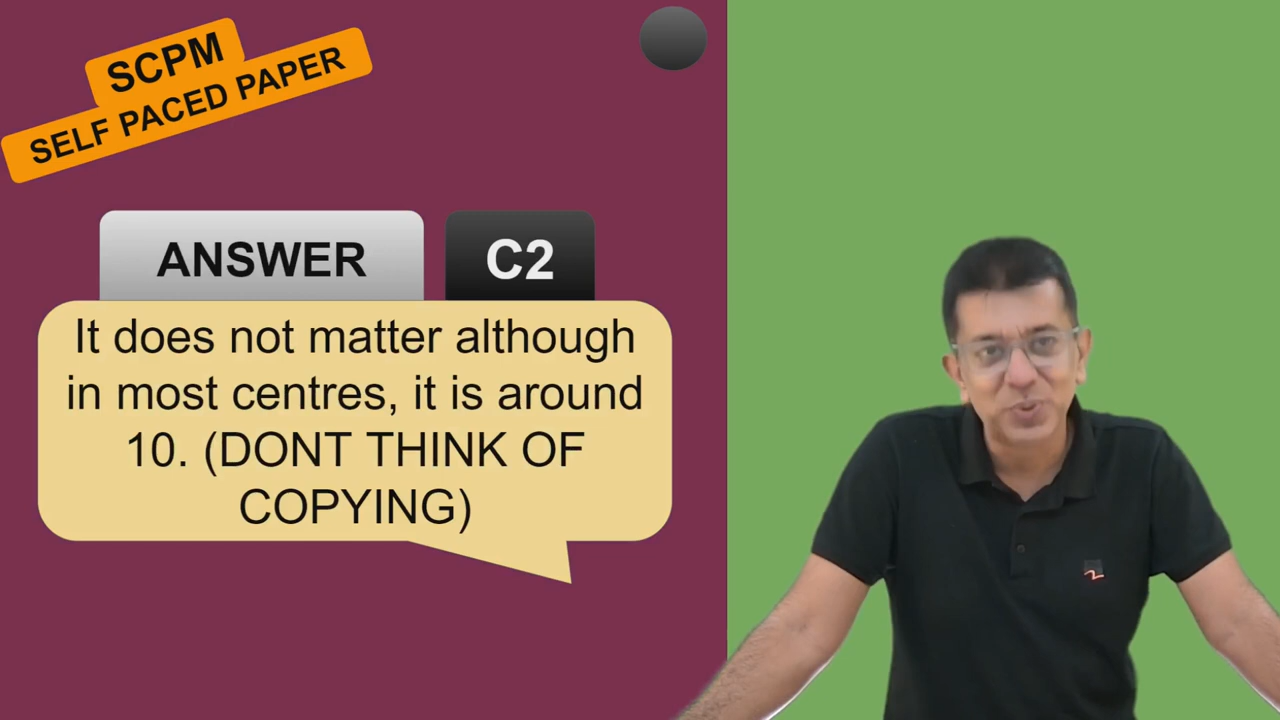 SCPM
SELF PACED PAPER
ANSWER
C2
It does not matter although
in most centres, it is around
10. (DONT THINK OF
COPYING)